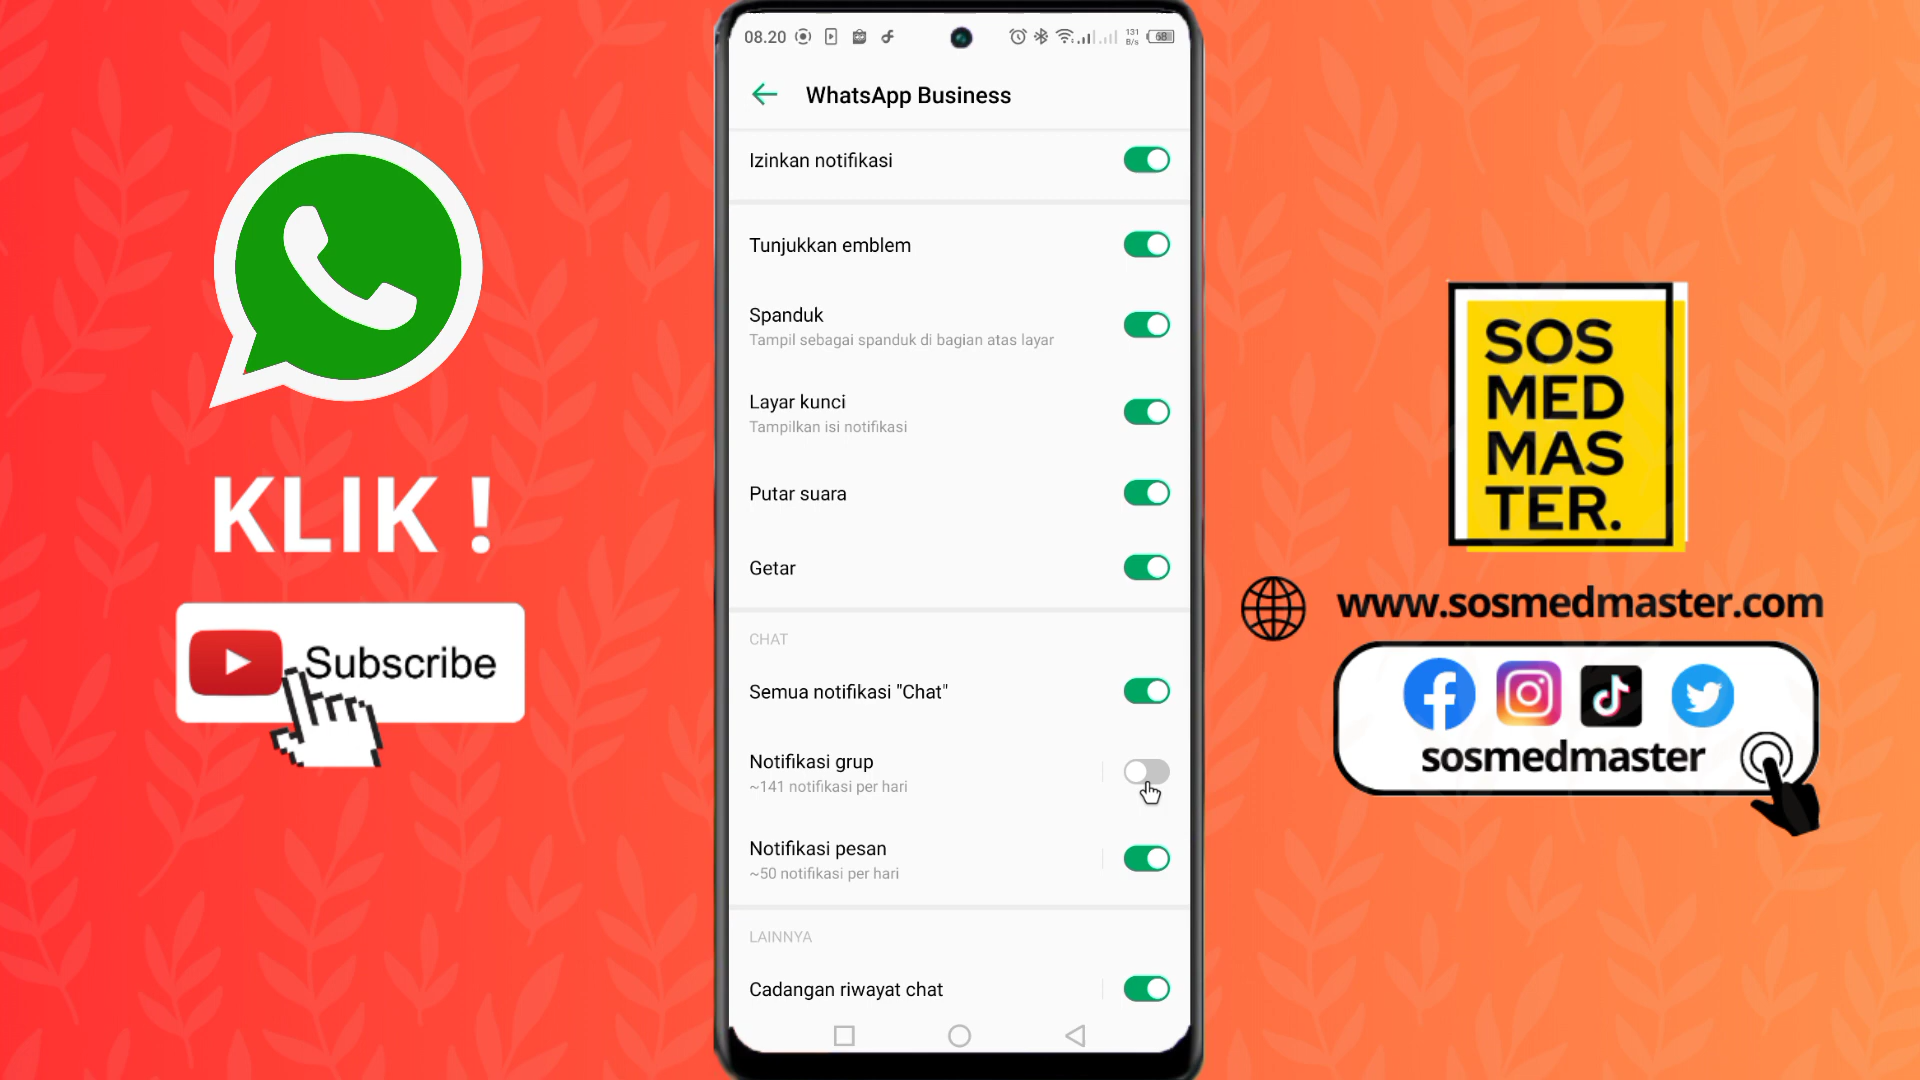 KLIK !
Subscribe
08.20
131
B/s
68
WhatsApp Business
Izinkan notifikasi
Tunjukkan emblem
Spanduk
Tampil sebagai spanduk di bagian atas layar
Layar kunci
Tampilkan isi notifikasi
Putar suara
Getar
CHAT
Semua notifikasi "Chat"
Notifikasi grup
~141 notifikasi per hari
Notifikasi pesan
~50 notifikasi per hari
LAINNYA
Cadangan riwayat chat
SOS
MED
MAS
TER.
www.sosmedmaster.com
sosmedmaster